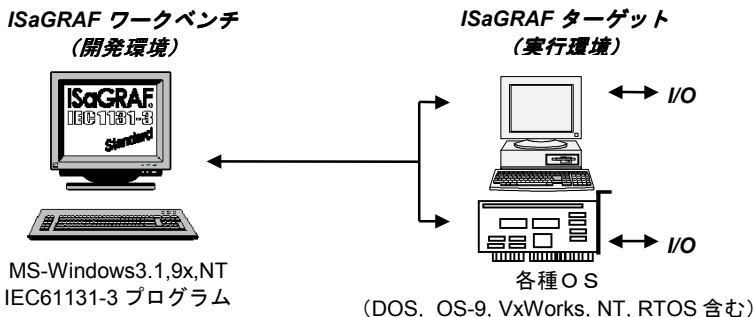 ISaGRAF ワークベンチ
（開発環境）
ISaGRAF
IEC1131-3
Standard
MS-Windows3.1,9x,NT
IEC61131-3 プログラム
ISaGRAF ターゲット
（実行環境）
I/O
I/O
各種ＯＳ
（DOS, OS-9, VxWorks, NT, RTOS 含む）